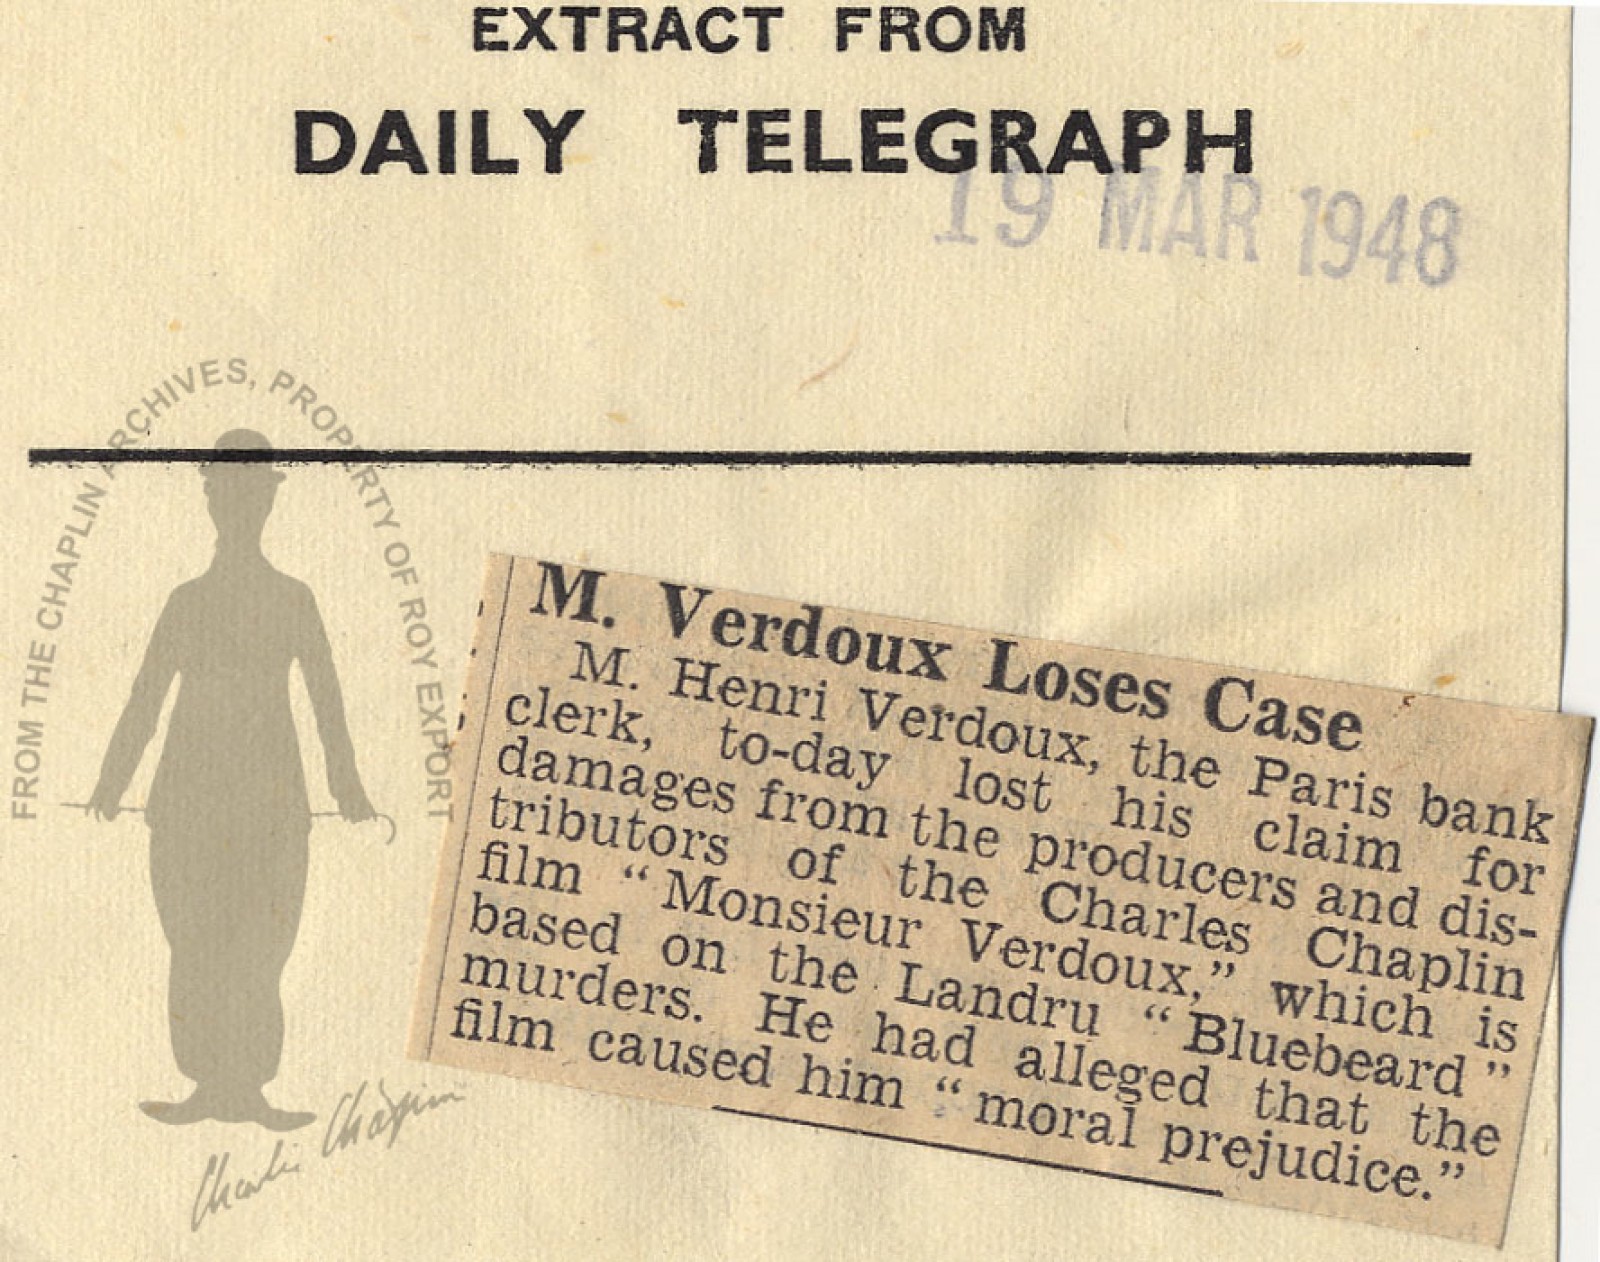 EXTRACT FROM
DAILY TELEGRAPH
19 MAR 1948
FROM THE CHAPLIN ARCHIVES, PROPERTY OF ROY EXPORT
M. Verdoux Loses Case
M. Henri Verdoux, the Paris bank
clerk, to-day lost his claim for
damages from the producers and dis-
tributors of the Charles Chaplin
film “Monsieur Verdoux,” which is
based on the Landru “Bluebeard”
murders. He had alleged that the
film caused him “moral prejudice.”
Charlie Chaplin